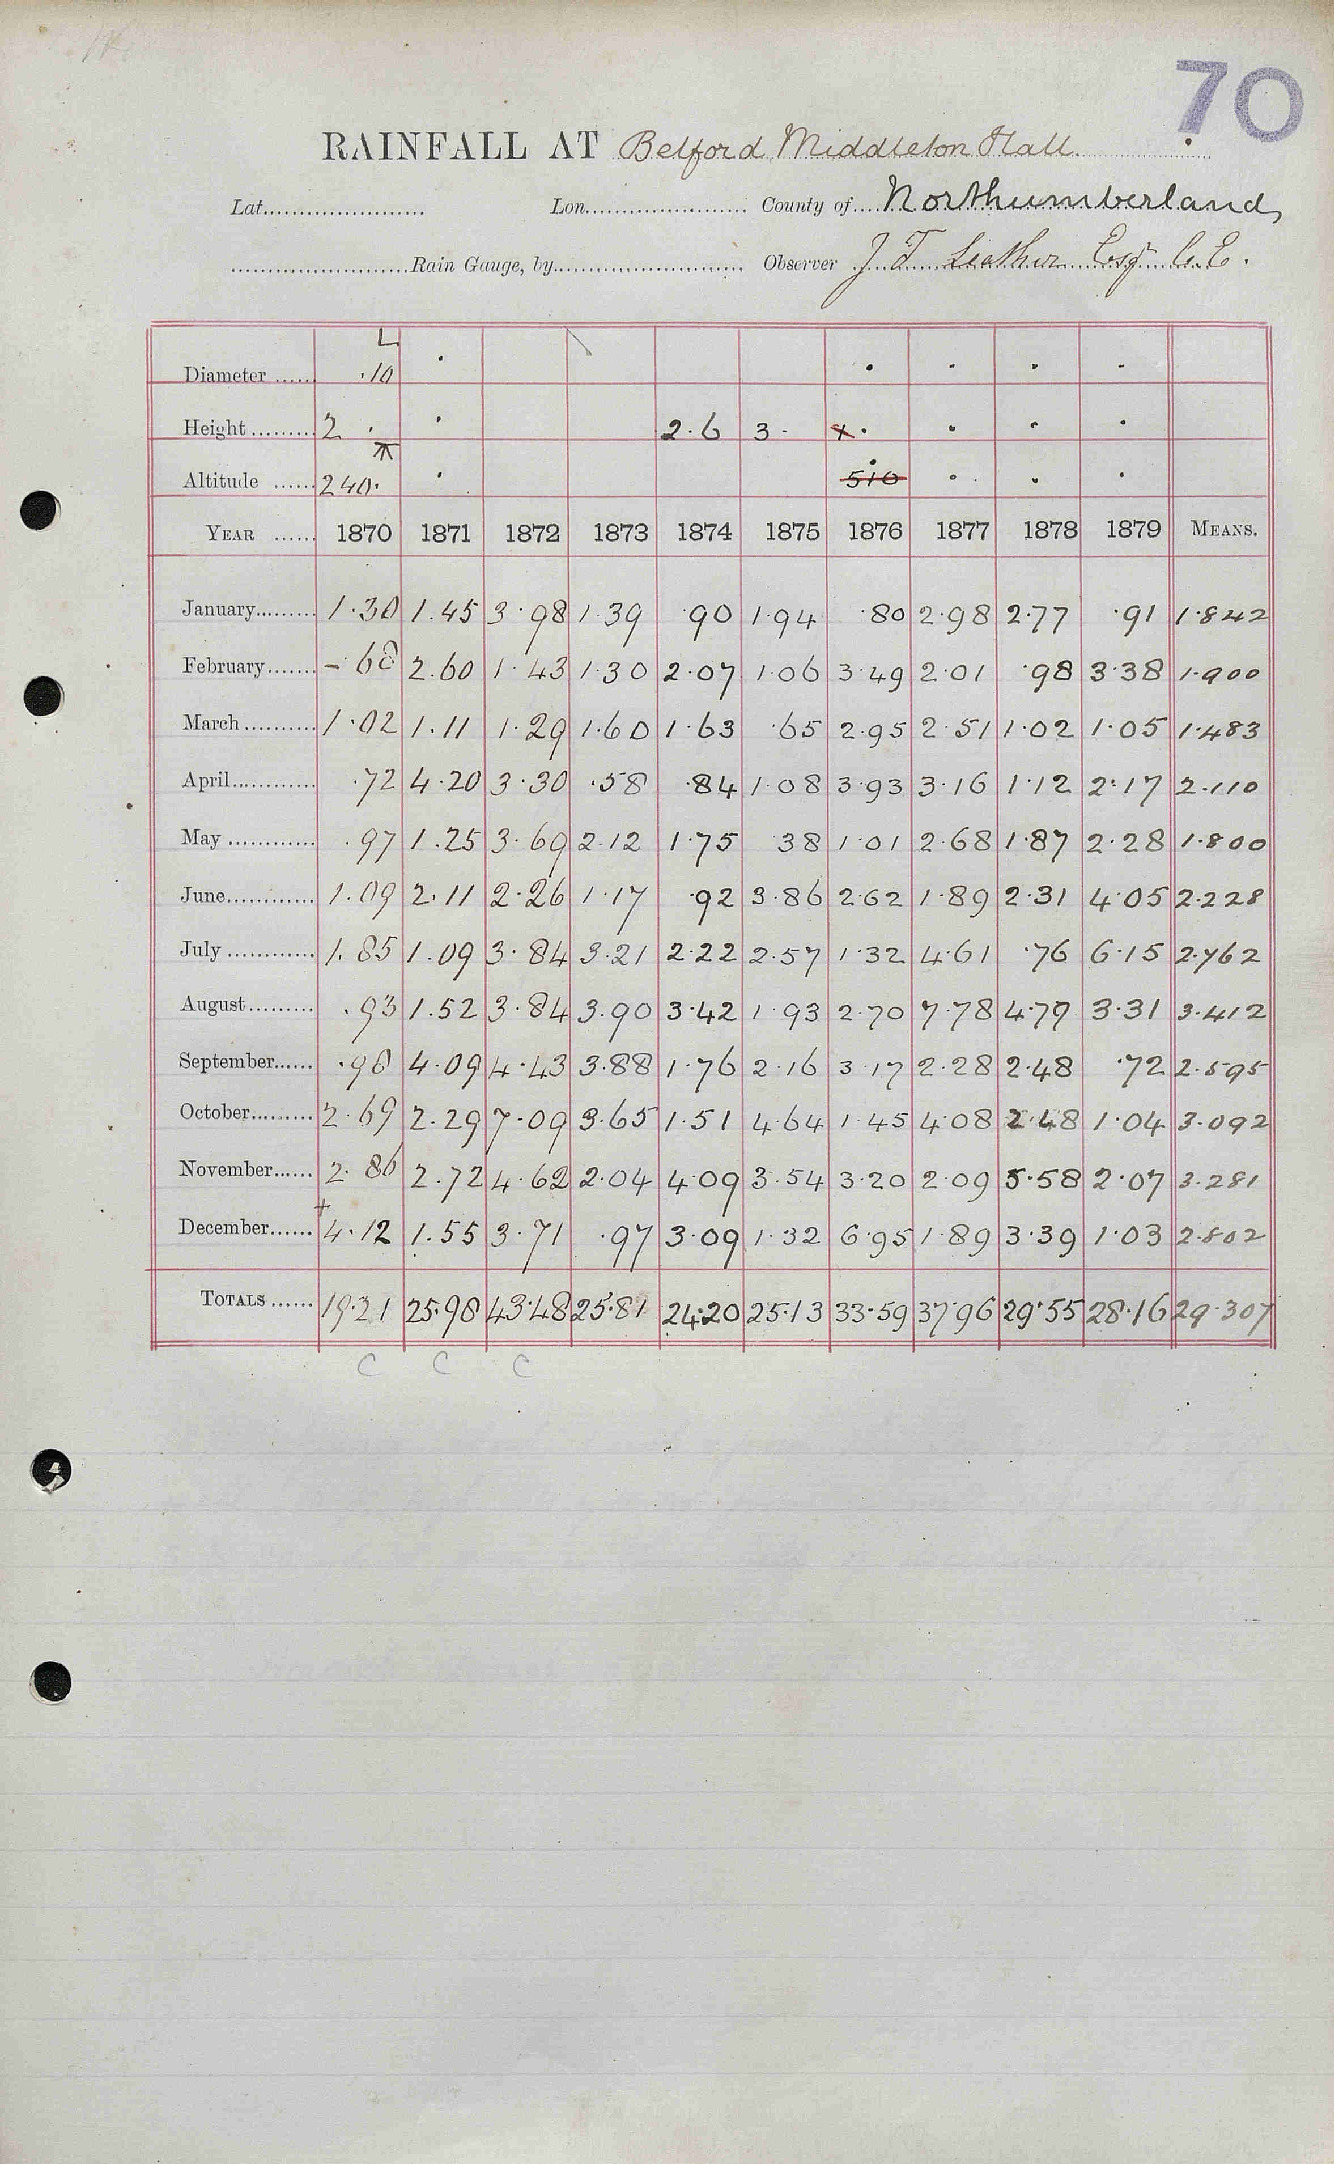 70
RAINFALL AT Belford Middleton Hall
Lat. Lon. County of Northumberland
Rain Gauge, by Observer J. T. Leather Esqr C.E.
Diameter ·10
Height 2 · 2·6 3· ·
Altitude 240· 510
YEAR 1870 1871 1872 1873 1874 1875 1876 1877 1878 1879 MEANS.
January 1·30 1.45 3·98 1·39 ·90 1·94 ·80 2·98 2·77 ·91 1·842
February ·68 2.60 1·43 1·30 2·07 1·06 3·49 2·01 ·98 3·38 1·900
March 1·02 1.11 1·29 1·60 1·63 ·65 2·95 2·51 1·02 1·05 1·483
April ·72 4·20 3·30 ·58 ·84 1·08 3·93 3·16 1·12 2·17 2·110
May ·97 1.25 3·69 2·12 1·75 38 1·01 2·68 1·87 2·28 1·800
June 1·09 2·11 2·26 1·17 ·92 3·86 2·62 1·89 2·31 4·05 2·228
July 1.85 1.09 3·84 3·21 2·22 2·57 1·32 4·61 ·76 6·15 2·762
August ·93 1.52 3·84 3·90 3·42 1·93 2·70 7·78 4·79 3·31 3·412
September ·98 4·09 4·43 3·88 1·76 2·16 3·17 2·28 2·48 ·72 2·595
October 2·69 2·29 7·09 3·65 1·51 4·64 1·45 4·08 2·48 1·04 3·092
November 2·86 2.72 4·62 2·04 4·09 3·54 3·20 2·09 5·58 2·07 3·281
December 4·12 1.55 3·71 ·97 3·09 1·32 6·95 1·89 3·39 1·03 2·802
TOTALS 19·21 25·98 43·48 25·81 24·20 25·13 33·59 37·96 29·55 28·16 29·307
C C C